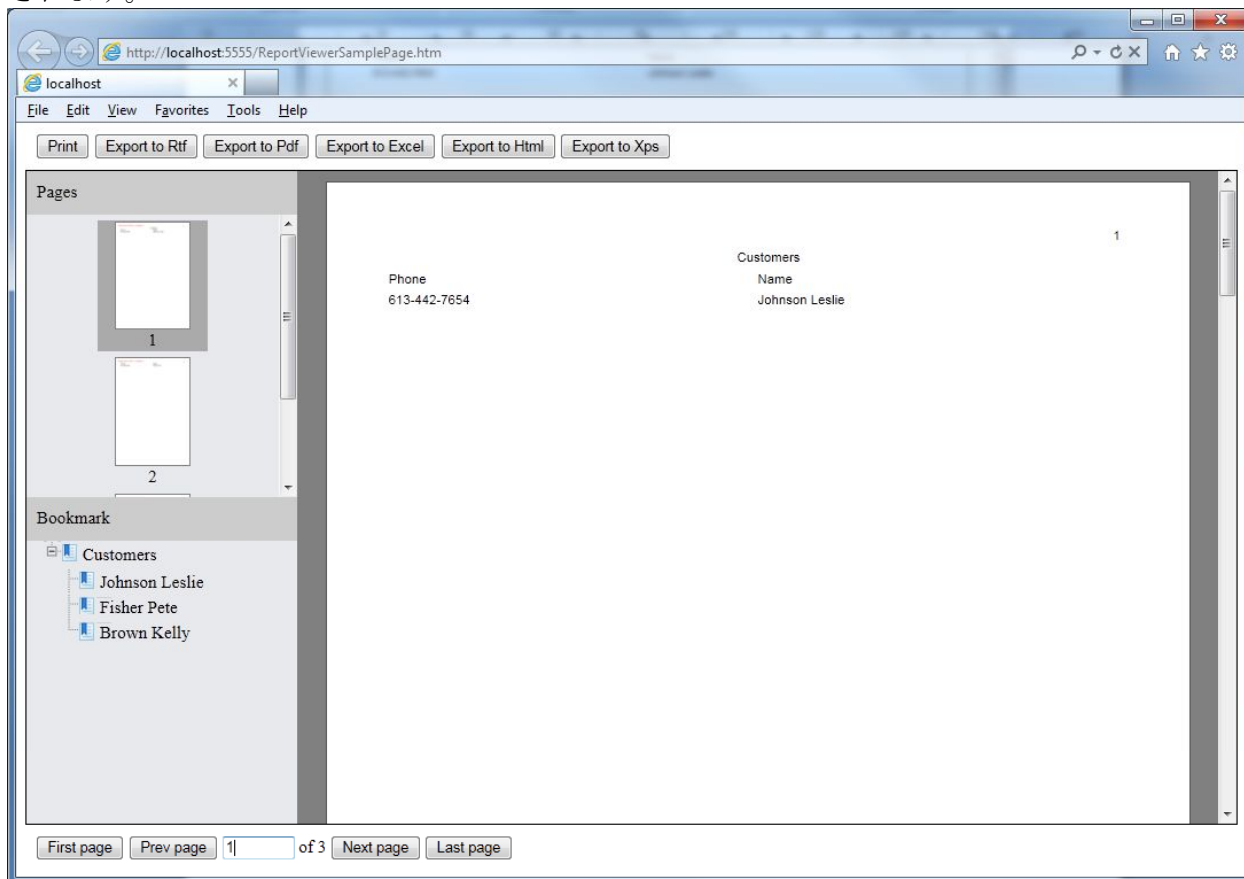 http://localhost:5555/ReportViewerSamplePage.htm
localhost
File Edit View Favorites Tools Help
Print Export to Rtf Export to Pdf Export to Excel Export to Html Export to Xps
Pages
1
2
Bookmark
Customers
Johnson Leslie
Fisher Pete
Brown Kelly
1
Customers
Phone Name
613-442-7654 Johnson Leslie
First page Prev page 1 of 3 Next page Last page